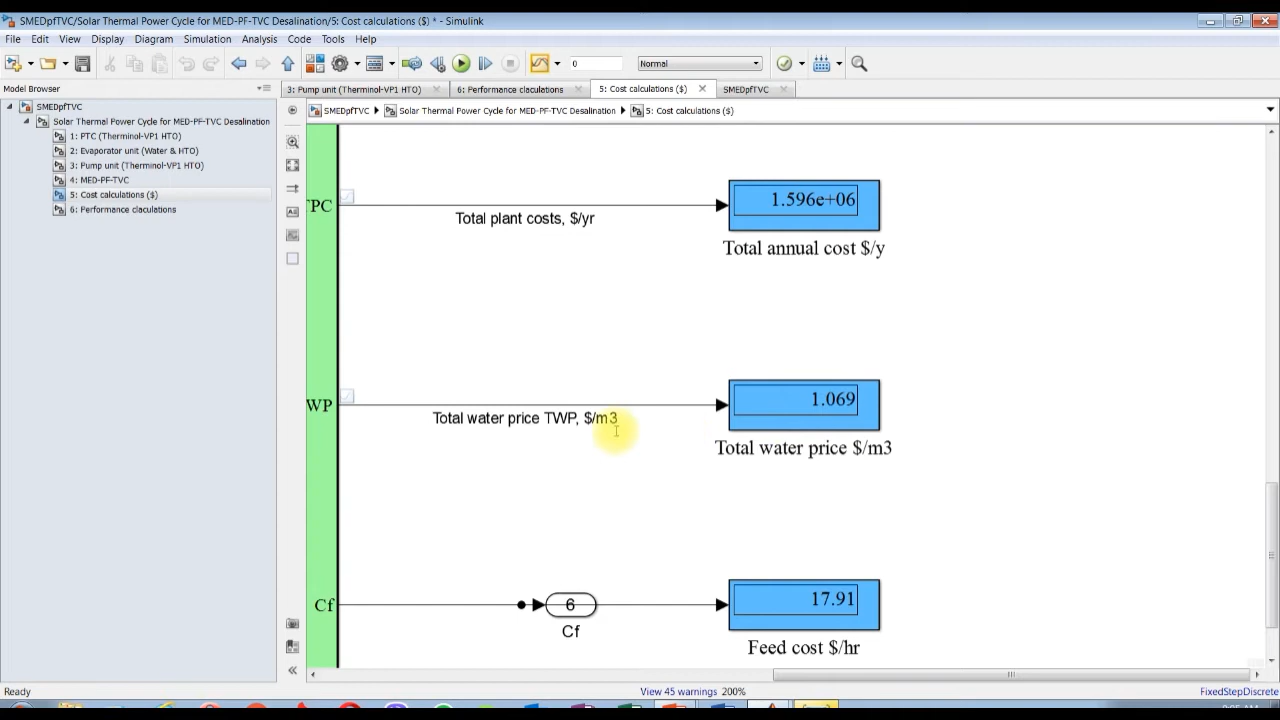 SMEDpfTVC/Solar Thermal Power Cycle for MED-PF-TVC Desalination/5: Cost calculations ($) * - Simulink
File Edit View Display Diagram Simulation Analysis Code Tools Help
0 Normal
Model Browser
3: Pump unit (Therminol-VP1 HTO) 6: Performance claculations 5: Cost calculations ($) SMEDpfTVC
SMEDpfTVC Solar Thermal Power Cycle for MED-PF-TVC Desalination 5: Cost calculations ($)
SMEDpfTVC
Solar Thermal Power Cycle for MED-PF-TVC Desalination
1: PTC (Therminol-VP1 HTO)
2: Evaporator unit (Water & HTO)
3: Pump unit (Therminol-VP1 HTO)
4: MED-PF-TVC
5: Cost calculations ($)
6: Performance claculations
TPC
Total plant costs, $/yr
1.596e+06
Total annual cost $/y
WP
Total water price TWP, $/m3
1.069
Total water price $/m3
Cf
6
Cf
17.91
Feed cost $/hr
Ready
View 45 warnings 200%
FixedStepDiscrete